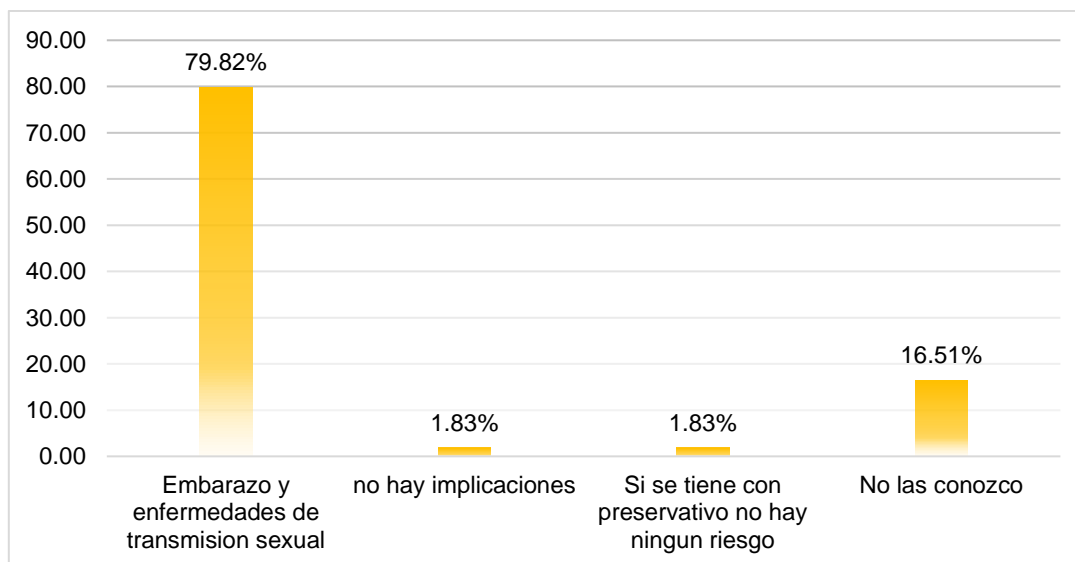 90.00
79.82%
80.00
70.00
60.00
50.00
40.00
30.00
20.00
16.51%
10.00
1.83%
1.83%
0.00
Embarazo y
enfermedades de
transmision sexual
no hay implicaciones
Si se tiene con
preservativo no hay
ningun riesgo
No las conozco